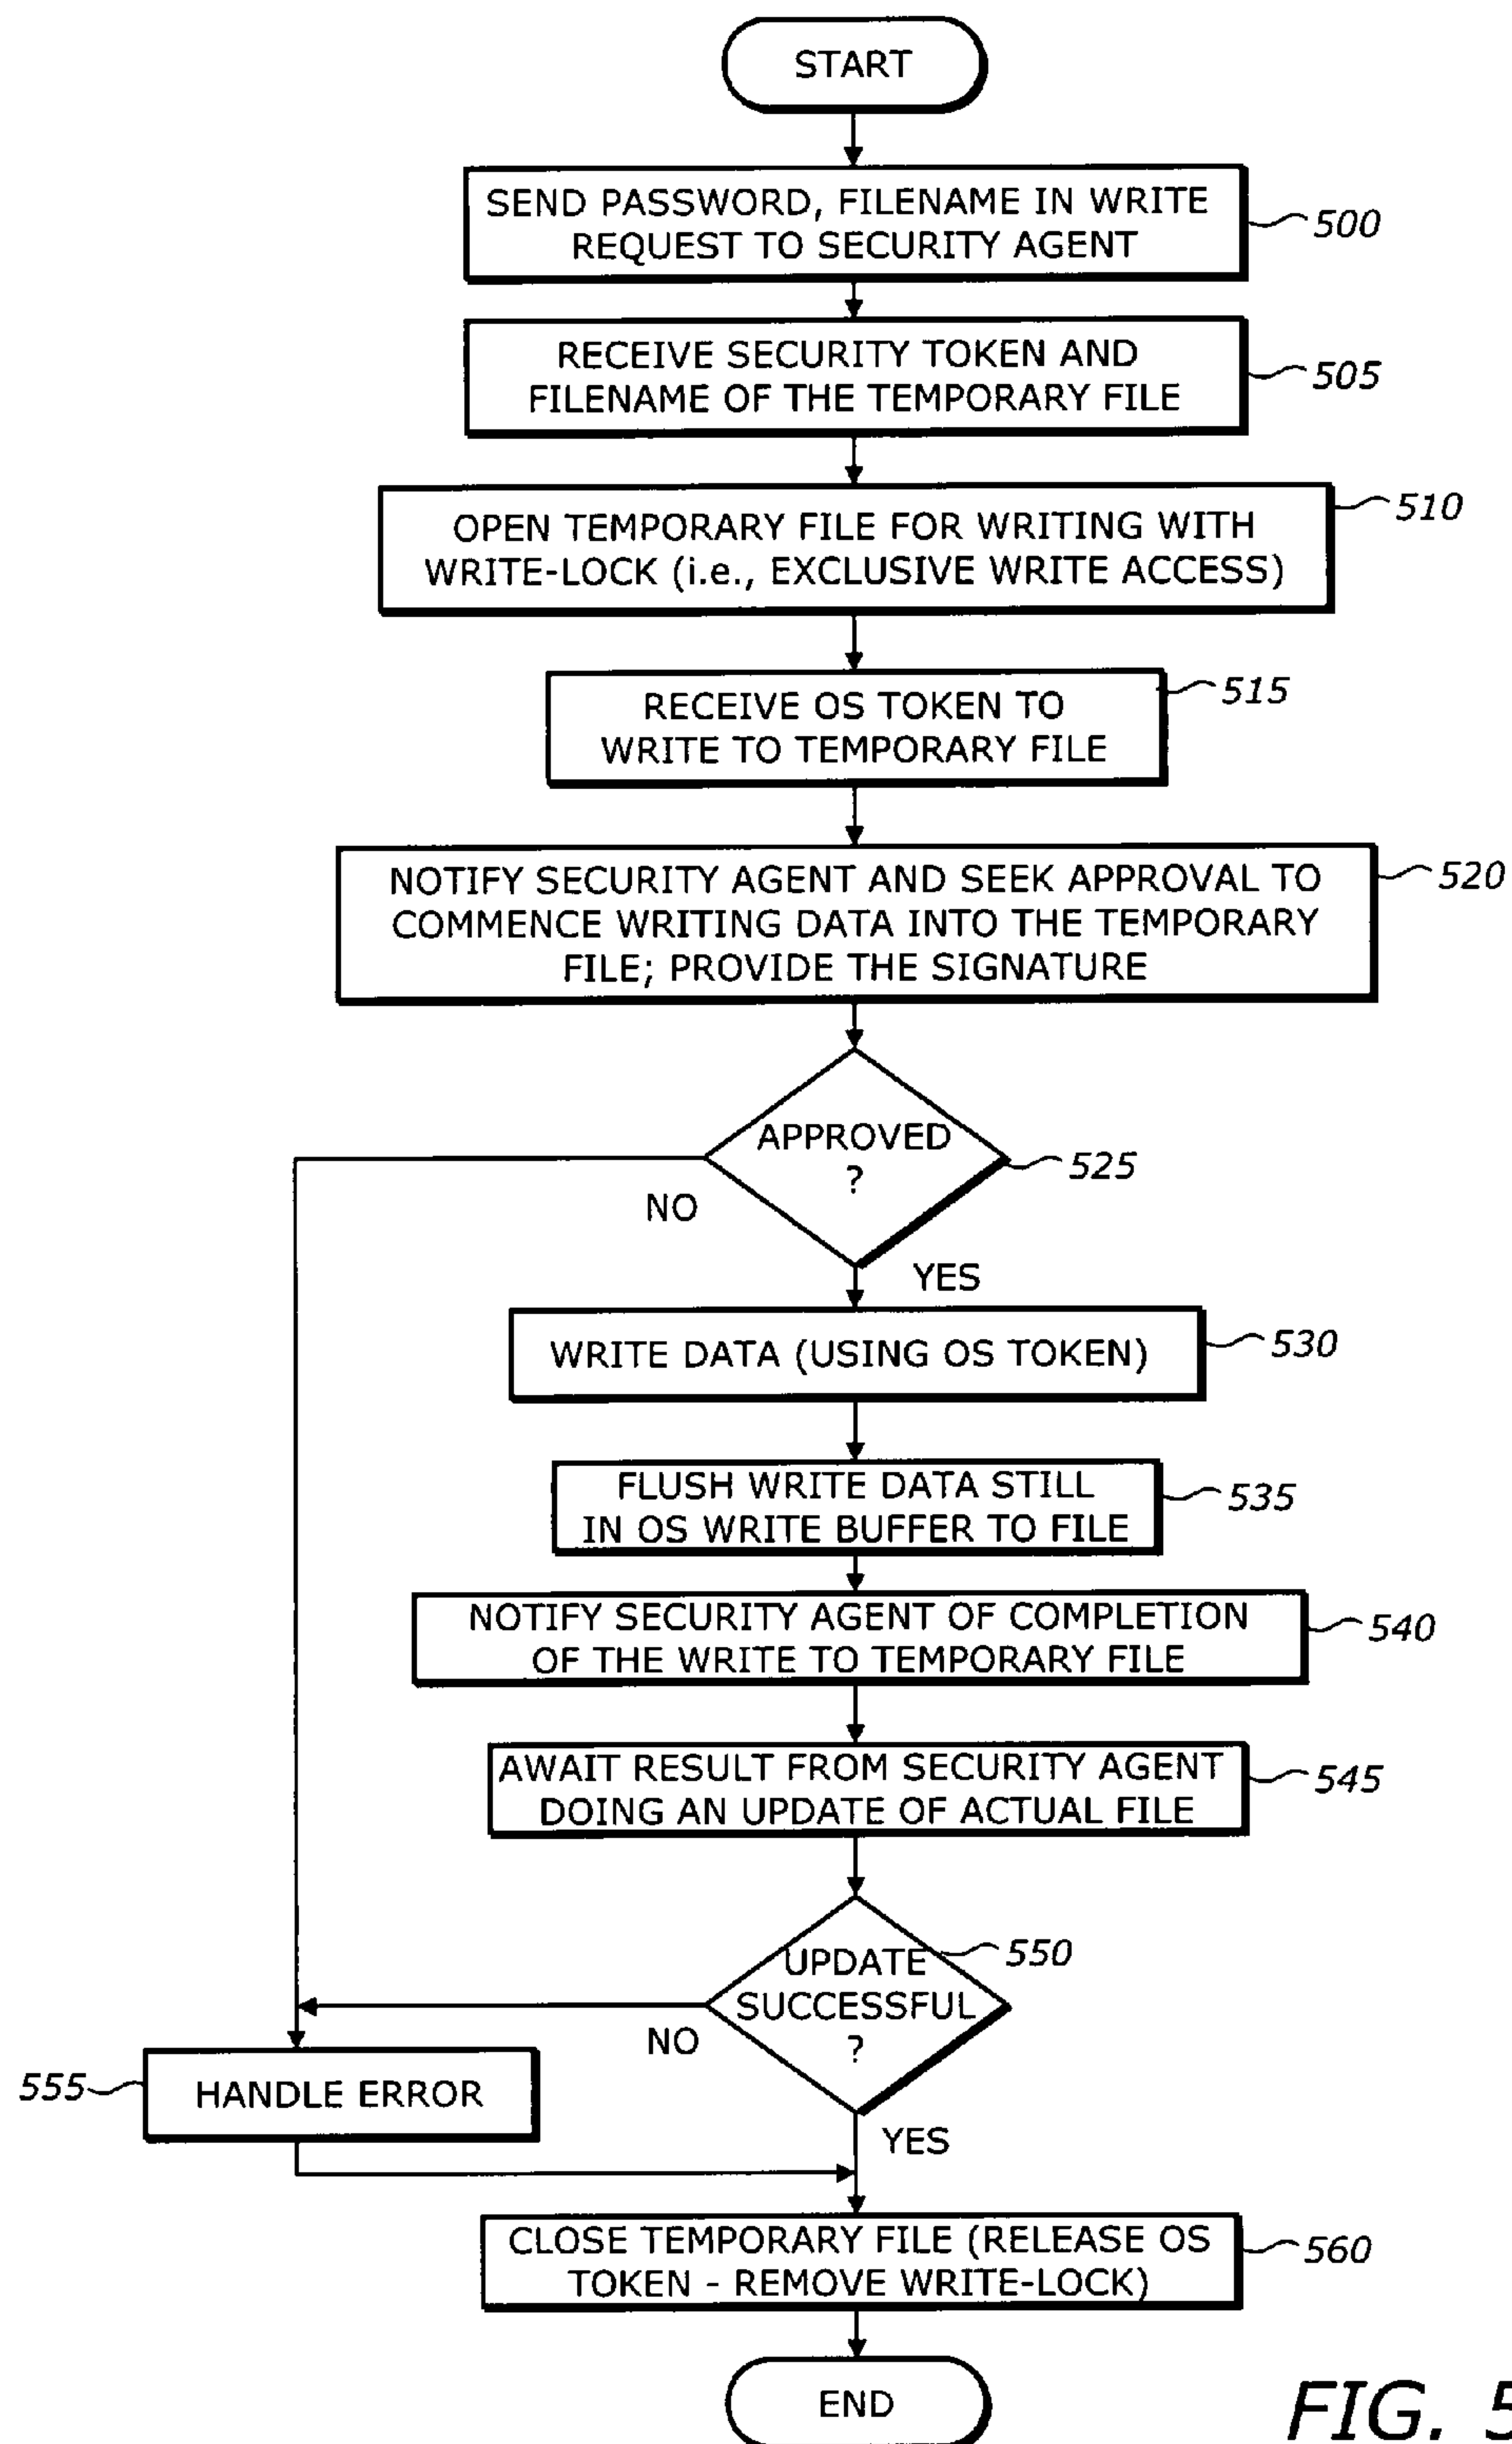 START
SEND PASSWORD, FILENAME IN WRITE
REQUEST TO SECURITY AGENT
500
RECEIVE SECURITY TOKEN AND
FILENAME OF THE TEMPORARY FILE
505
OPEN TEMPORARY FILE FOR WRITING WITH
WRITE-LOCK (i.e., EXCLUSIVE WRITE ACCESS)
510
RECEIVE OS TOKEN TO
WRITE TO TEMPORARY FILE
515
NOTIFY SECURITY AGENT AND SEEK APPROVAL TO
COMMENCE WRITING DATA INTO THE TEMPORARY
FILE; PROVIDE THE SIGNATURE
520
APPROVED
?
525
NO
YES
WRITE DATA (USING OS TOKEN)
530
FLUSH WRITE DATA STILL
IN OS WRITE BUFFER TO FILE
535
NOTIFY SECURITY AGENT OF COMPLETION
OF THE WRITE TO TEMPORARY FILE
540
AWAIT RESULT FROM SECURITY AGENT
DOING AN UPDATE OF ACTUAL FILE
545
UPDATE
SUCCESSFUL
?
550
NO
YES
555
HANDLE ERROR
CLOSE TEMPORARY FILE (RELEASE OS
TOKEN - REMOVE WRITE-LOCK)
560
END
FIG. 5